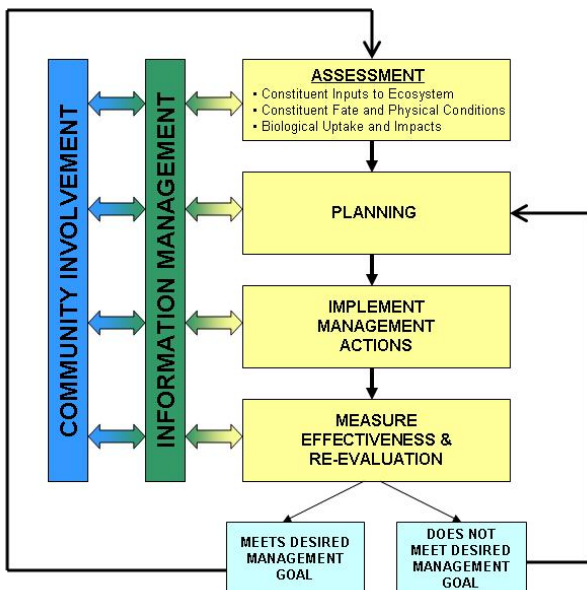 COMMUNITY INVOLVEMENT
INFORMATION MANAGEMENT
ASSESSMENT
• Constituent Inputs to Ecosystem
• Constituent Fate and Physical Conditions
• Biological Uptake and Impacts
PLANNING
IMPLEMENT
MANAGEMENT
ACTIONS
MEASURE
EFFECTIVENESS &
RE-EVALUATION
MEETS DESIRED
MANAGEMENT
GOAL
DOES NOT
MEET DESIRED
MANAGEMENT
GOAL